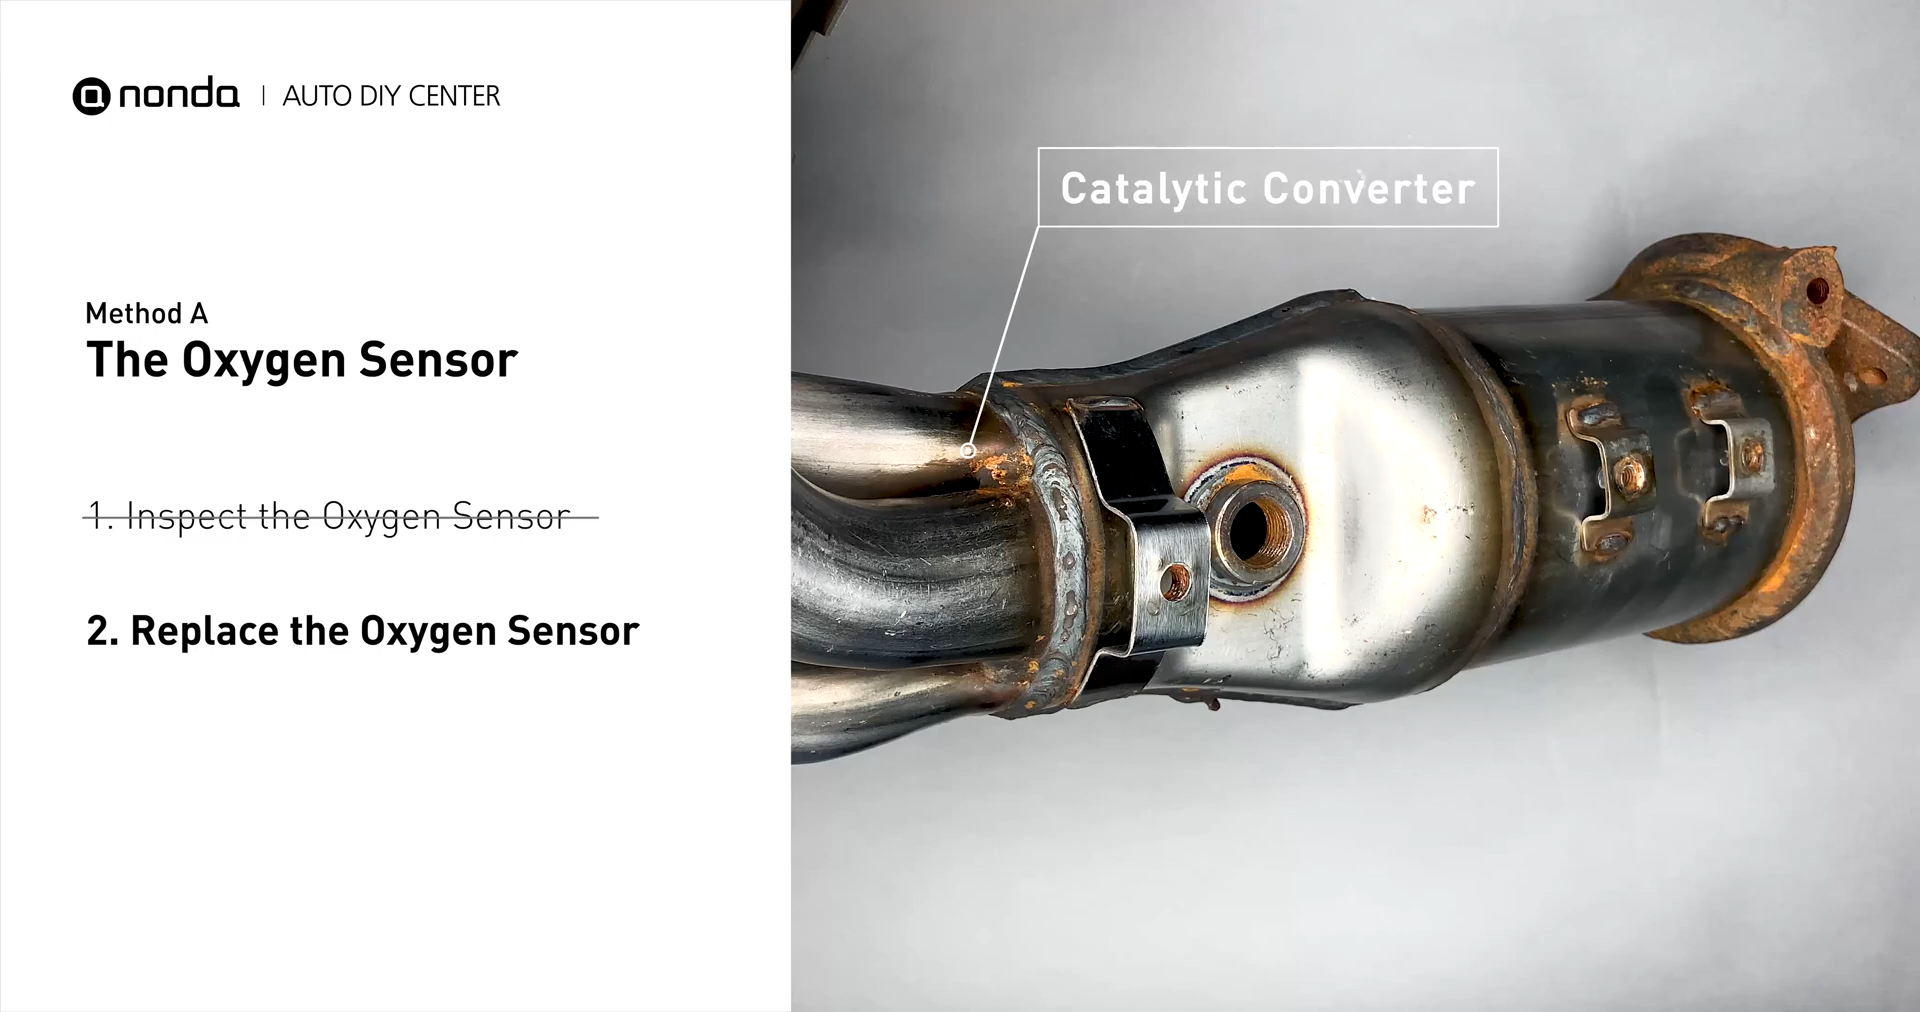 nonda | AUTO DIY CENTER
Method A
The Oxygen Sensor
1. Inspect the Oxygen Sensor
2. Replace the Oxygen Sensor
Catalytic Converter